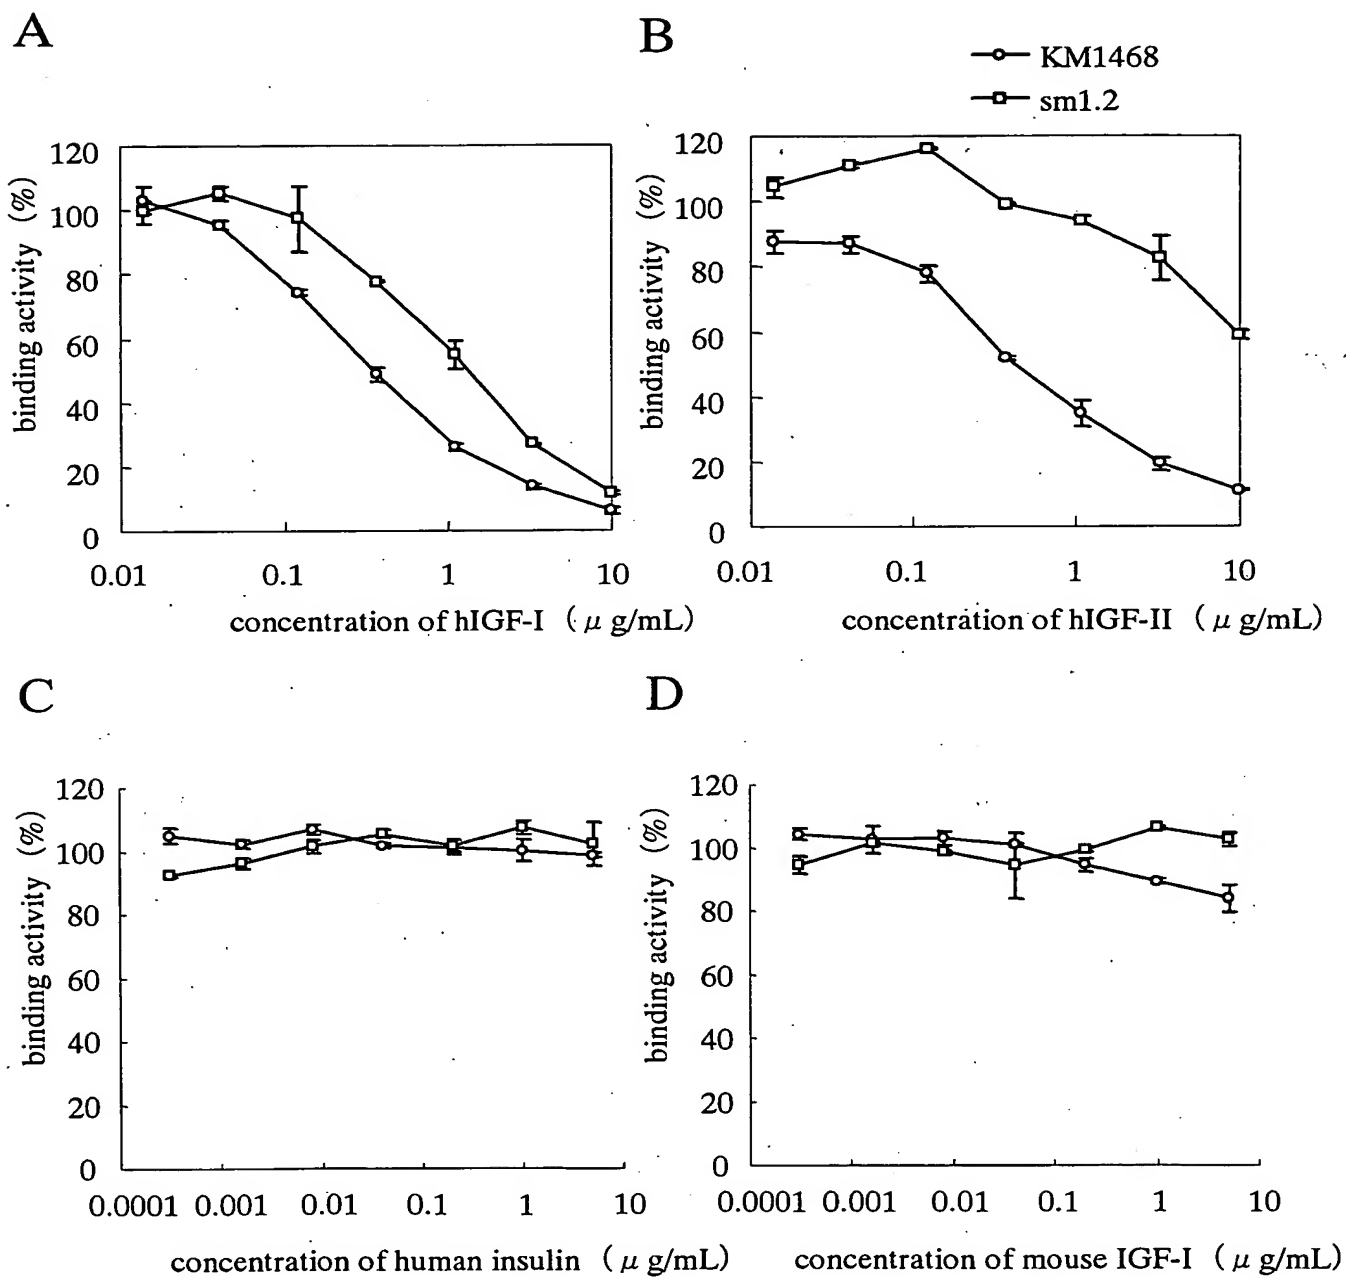 A
B
KM1468
sm1.2
120
100
80
60
40
20
0
binding activity (%)
0.01
0.1
1
10
concentration of hIGF-I (μ g/mL)
120
100
80
60
40
20
0
binding activity (%)
0.01
0.1
1
10
concentration of hIGF-II (μ g/mL)
C
D
120
100
80
60
40
20
0
binding activity (%)
0.0001 0.001 0.01 0.1 1 10
concentration of human insulin (μ g/mL)
120
100
80
60
40
20
0
binding activity (%)
0.0001 0.001 0.01 0.1 1 10
concentration of mouse IGF-I (μ g/mL)